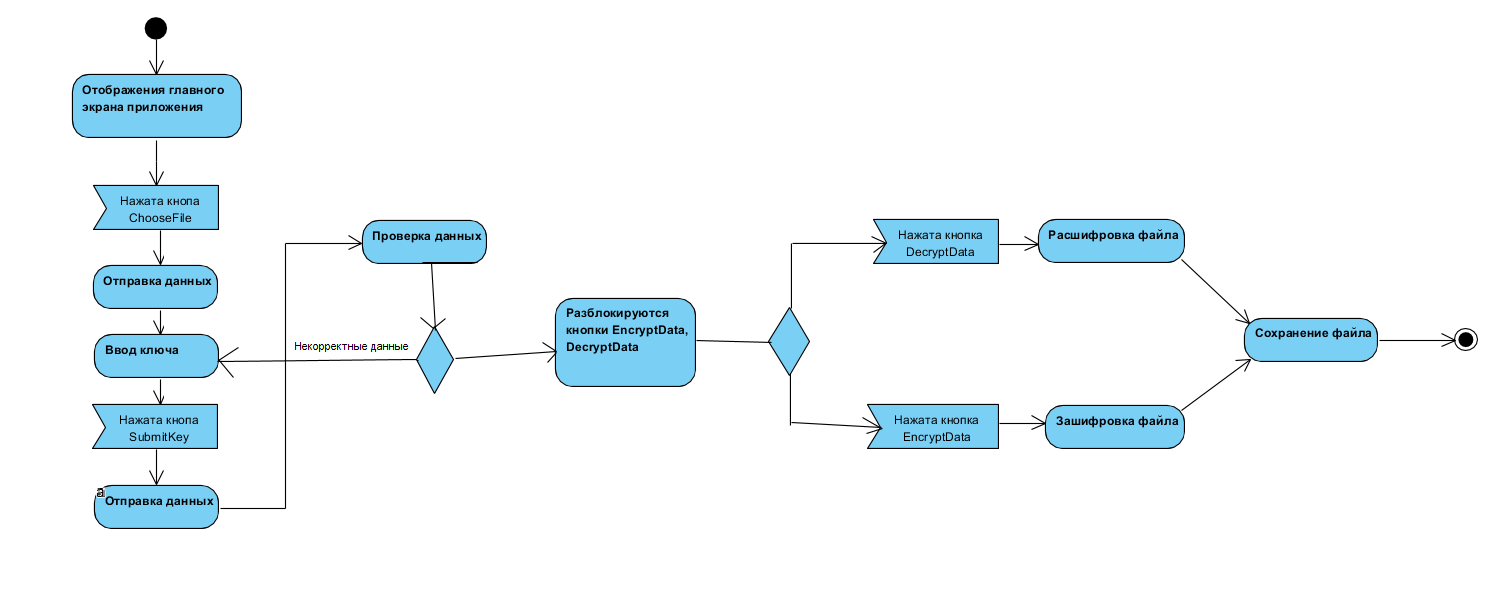 Отображения главного
экрана приложения
Нажата кнопа
ChooseFile
Отправка данных
Ввод ключа
Нажата кнопа
SubmitKey
a
Отправка данных
Проверка данных
Некорректные данные
Разблокируются
кнопки EncryptData,
DecryptData
Нажата кнопка
DecryptData
Расшифровка файла
Нажата кнопка
EncryptData
Зашифровка файла
Сохранение файла